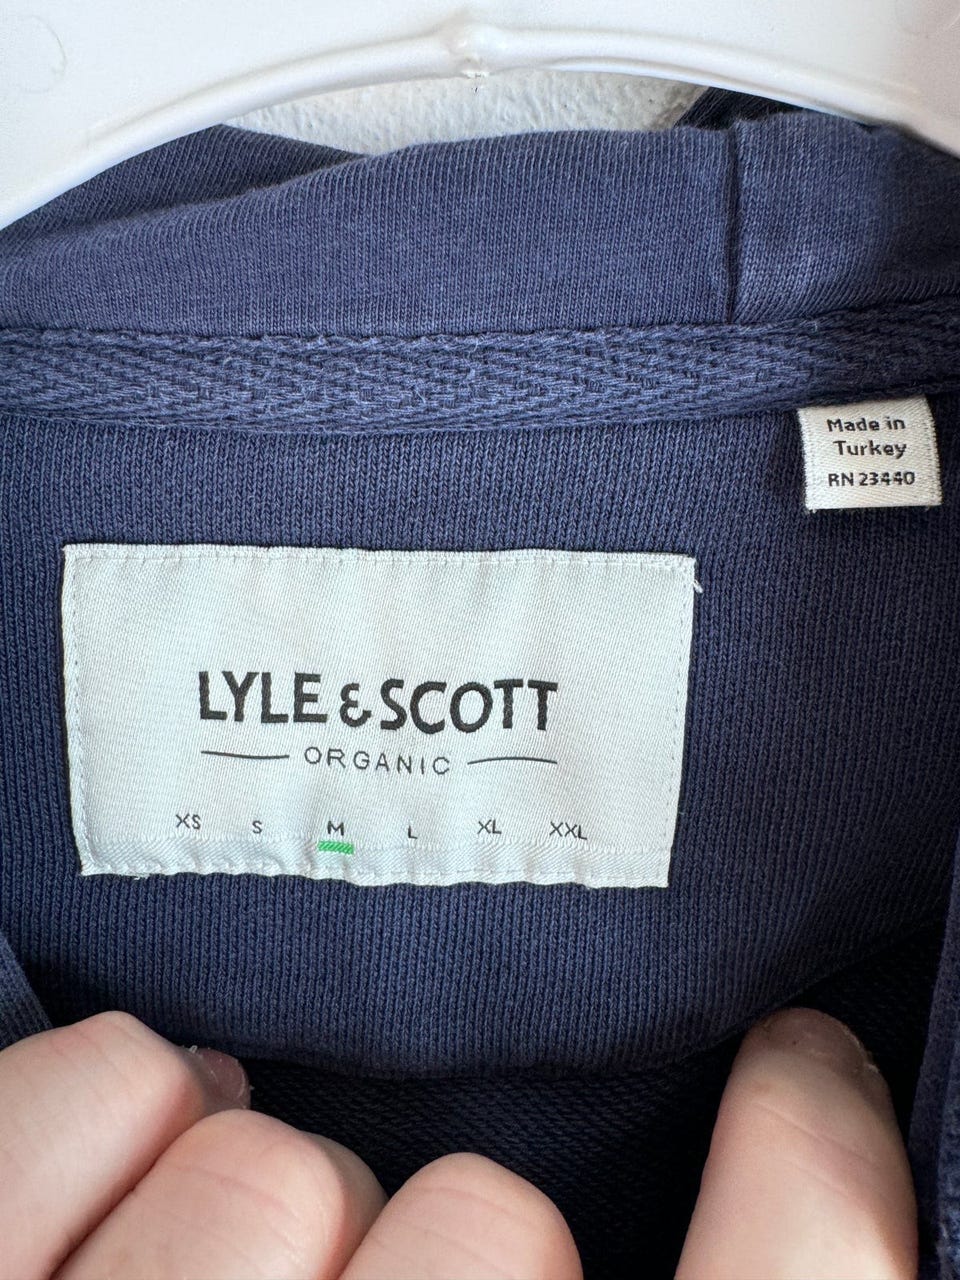 Made in
Turkey
RN 23440
LYLE & SCOTT
ORGANIC
XS S M L XL XXL